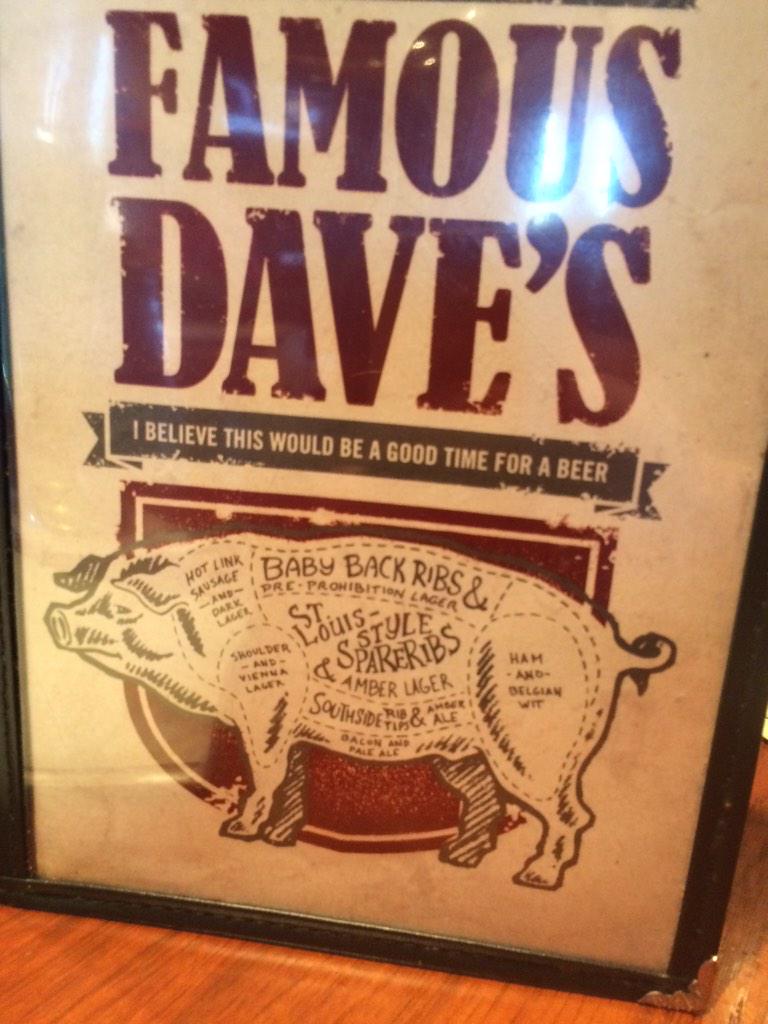 FAMOUS
DAVE'S
I BELIEVE THIS WOULD BE A GOOD TIME FOR A BEER
HOT LINK
SAUSAGE
-AND-
DARK
LAGER
BABY BACK RIBS &
PRE-PROHIBITION LAGER
ST.
LOUIS-
STYLE
SPARERIBS
& AMBER LAGER
SHOULDER
-AND-
VIENNA
LAGER
HAM
-AND-
BELGIAN
WIT
SOUTHSIDE RIB TIPS & AMBER ALE
BACON AND
PALE ALE